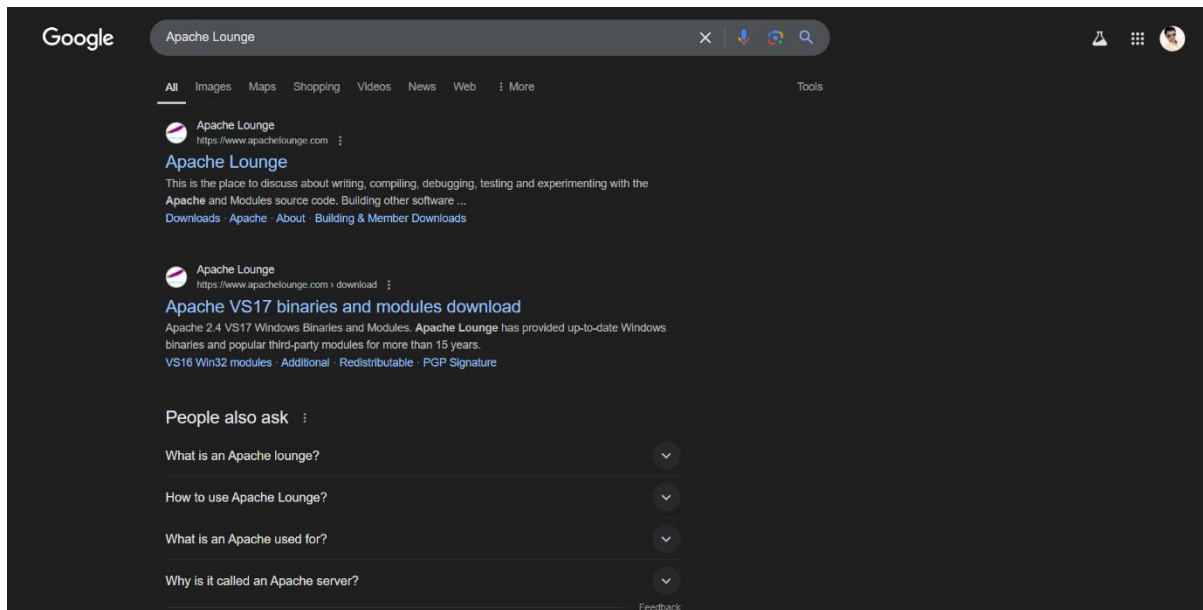 Google
Apache Lounge
All Images Maps Shopping Videos News Web More Tools
Apache Lounge
https://www.apachelounge.com
Apache Lounge
This is the place to discuss about writing, compiling, debugging, testing and experimenting with the
Apache and Modules source code. Building other software ...
Downloads · Apache · About · Building & Member Downloads
Apache Lounge
https://www.apachelounge.com › download
Apache VS17 binaries and modules download
Apache 2.4 VS17 Windows Binaries and Modules. Apache Lounge has provided up-to-date Windows
binaries and popular third-party modules for more than 15 years.
VS16 Win32 modules · Additional · Redistributable · PGP Signature
People also ask
What is an Apache lounge?
How to use Apache Lounge?
What is an Apache used for?
Why is it called an Apache server?
Feedback